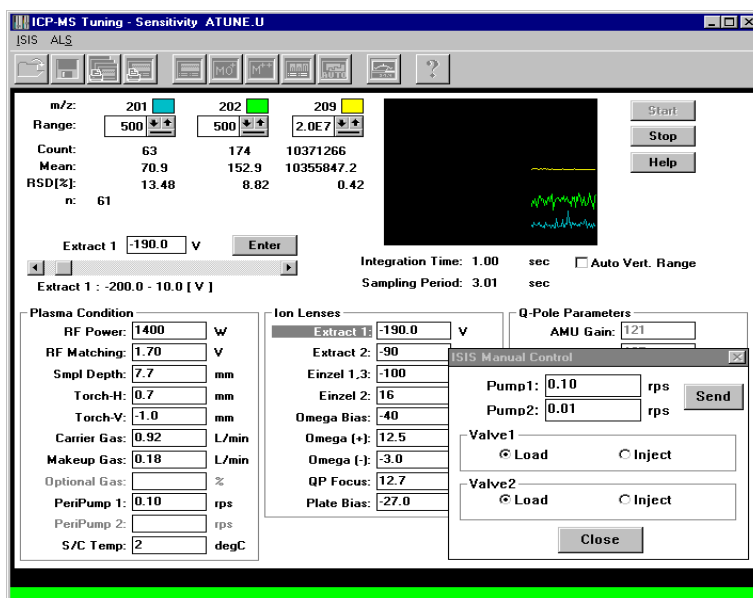 ICP-MS Tuning - Sensitivity ATUNE.U
ISIS ALS
Mo+ M++ AUTO ?
m/z: 201 202 209
Range: 500 500 2.0E7
Count: 63 174 10371266
Mean: 70.9 152.9 10355847.2
RSD[%]: 13.48 8.82 0.42
n: 61
Start
Stop
Help
Extract 1 -190.0 V Enter
Extract 1 : -200.0 - 10.0 [ V ]
Integration Time: 1.00 sec Auto Vert. Range
Sampling Period: 3.01 sec
Plasma Condition
RF Power: 1400 W
RF Matching: 1.70 V
Smpl Depth: 7.7 mm
Torch-H: 0.7 mm
Torch-V: -1.0 mm
Carrier Gas: 0.92 L/min
Makeup Gas: 0.18 L/min
Optional Gas: %
PeriPump 1: 0.10 rps
PeriPump 2: rps
S/C Temp: 2 degC
Ion Lenses
Extract 1: -190.0 V
Extract 2: -90
Einzel 1,3: -100
Einzel 2: 16
Omega Bias: -40
Omega (+): 12.5
Omega (-): -3.0
QP Focus: 12.7
Plate Bias: -27.0
Q-Pole Parameters
AMU Gain: 121
ISIS Manual Control
Pump1: 0.10 rps
Pump2: 0.01 rps
Send
Valve1
Load Inject
Valve2
Load Inject
Close